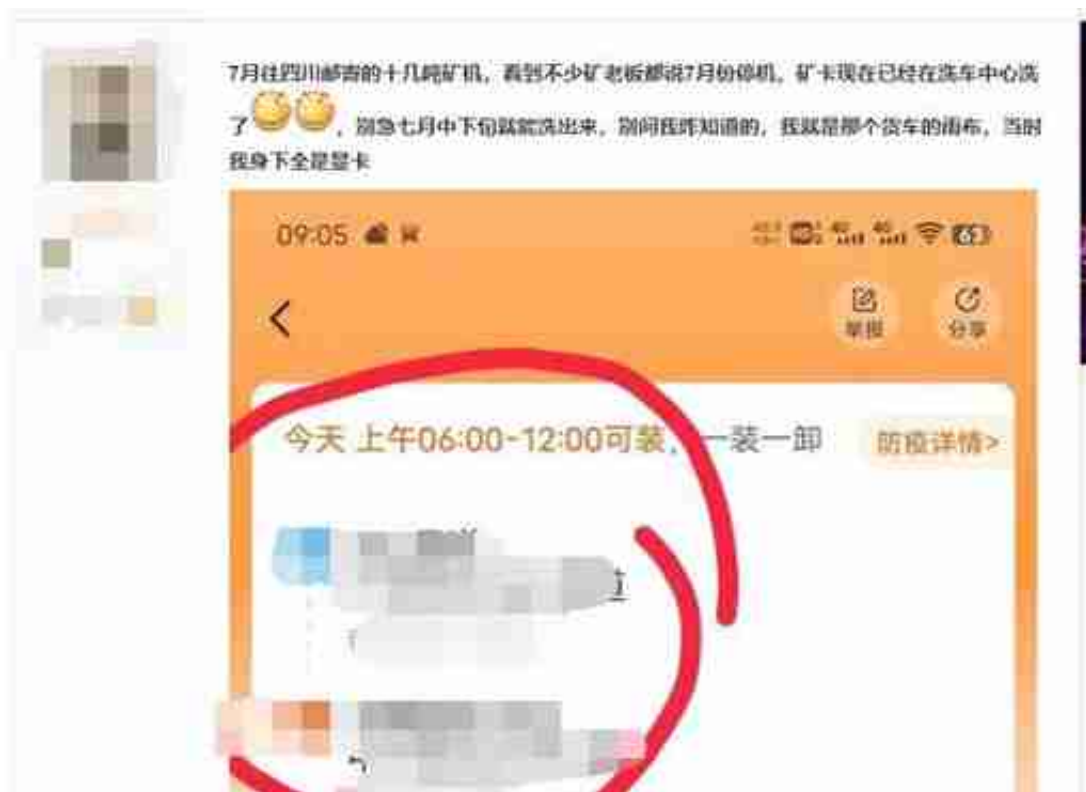 7月往四川邮寄的十几吨矿机，看到不少矿老板都说7月份停机，矿卡现在已经在洗车中心洗
了，别急七月中下旬就能洗出来，别问我咋知道的，我就是那个货车的雨布，当时
我身下全是显卡
09:05
举报 分享
今天 上午06:00-12:00可装，一装一卸 防疫详情>